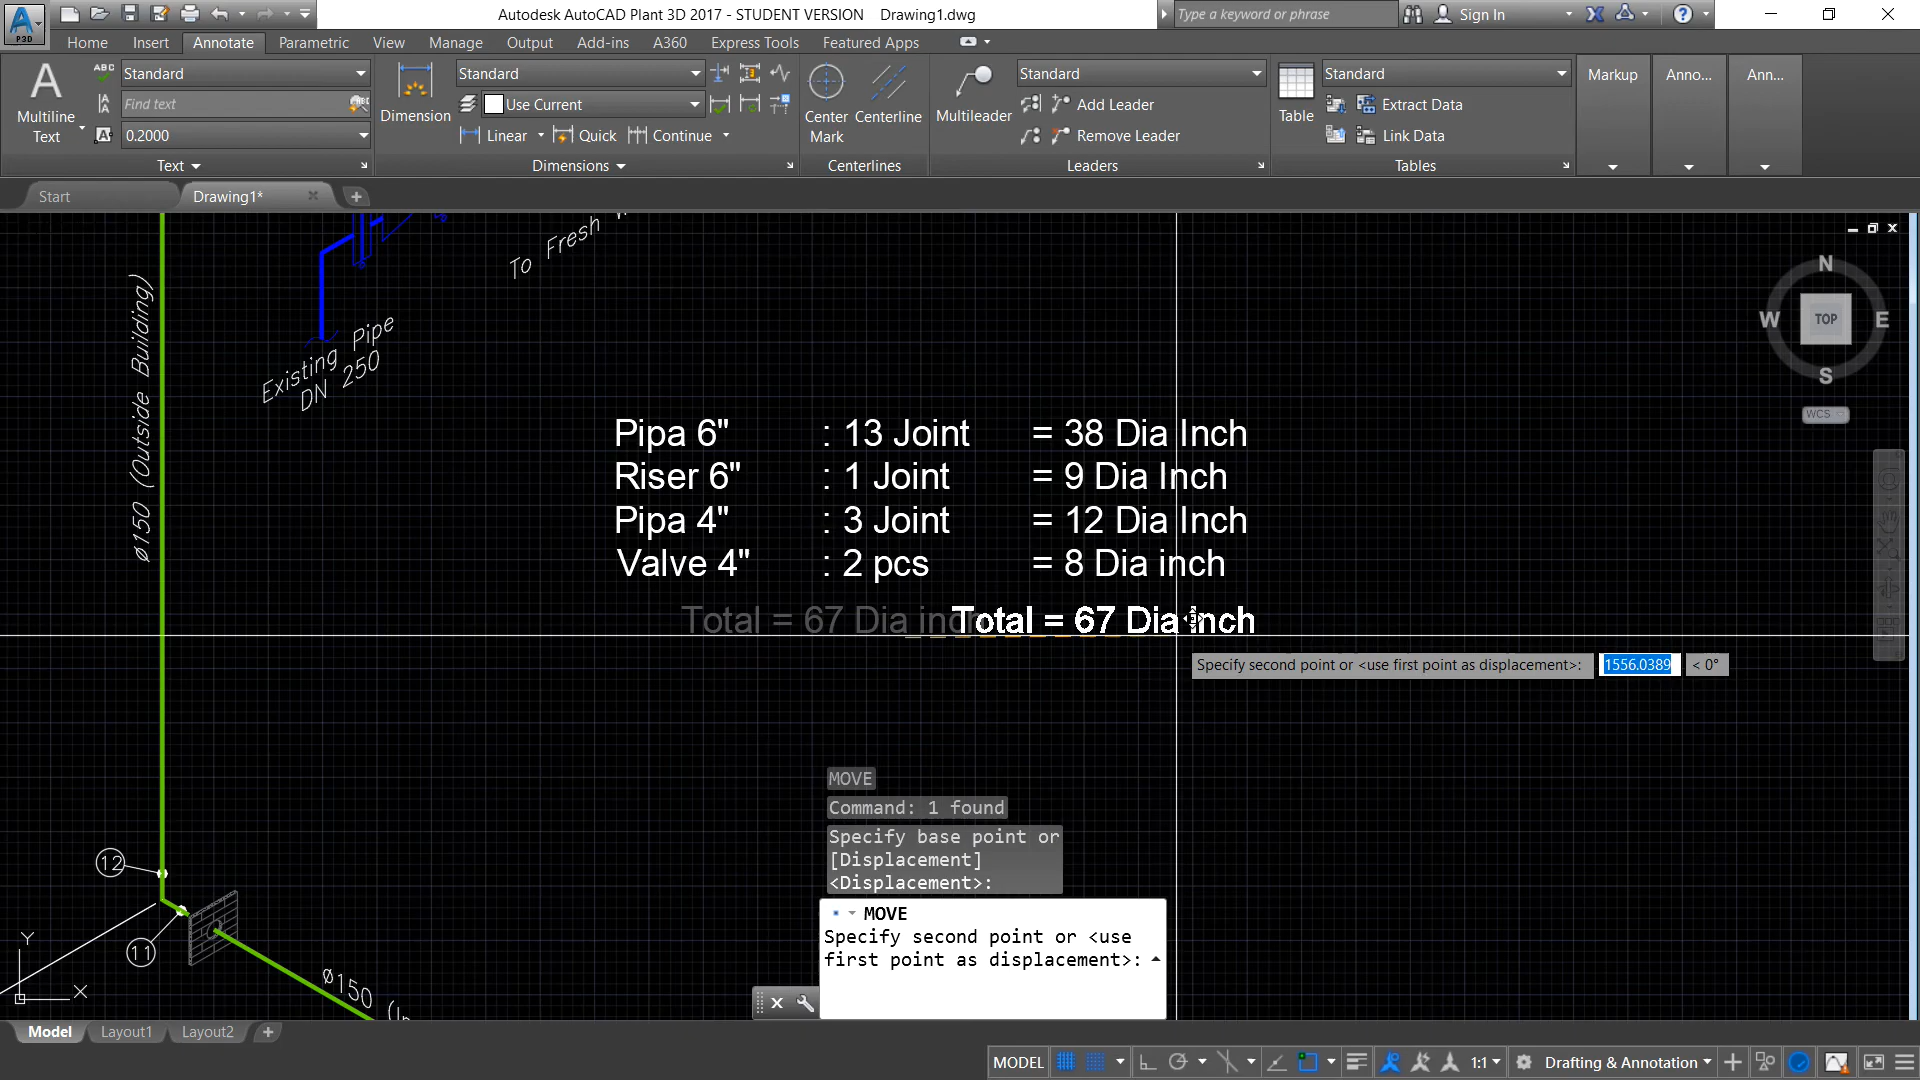 Autodesk AutoCAD Plant 3D 2017 - STUDENT VERSION Drawing1.dwg
Type a keyword or phrase
Sign In
P3D
Home Insert Annotate Parametric View Manage Output Add-ins A360 Express Tools Featured Apps
Multiline
Text
ABC
Standard
Find text
0.2000
Text
Dimension
Standard
Use Current
Linear
Quick
Continue
Dimensions
Center
Mark
Centerline
Centerlines
Multileader
Standard
Add Leader
Remove Leader
Leaders
Table
Standard
Extract Data
Link Data
Tables
Markup
Anno...
Ann...
Start
Drawing1*
ø150 (Outside Building)
To Fresh
Existing Pipe
DN 250
N
W
TOP
E
S
WCS
Pipa 6" : 13 Joint = 38 Dia Inch
Riser 6" : 1 Joint = 9 Dia Inch
Pipa 4" : 3 Joint = 12 Dia Inch
Valve 4" : 2 pcs = 8 Dia inch
Total = 67 Dia inch
Total = 67 Dia inch
Specify second point or <use first point as displacement>: 1556.0389 < 0°
MOVE
Command: 1 found
Specify base point or
[Displacement]
<Displacement>:
MOVE
Specify second point or <use
first point as displacement>:
12
11
ø150
Y
X
Model Layout1 Layout2
MODEL
1:1
Drafting & Annotation